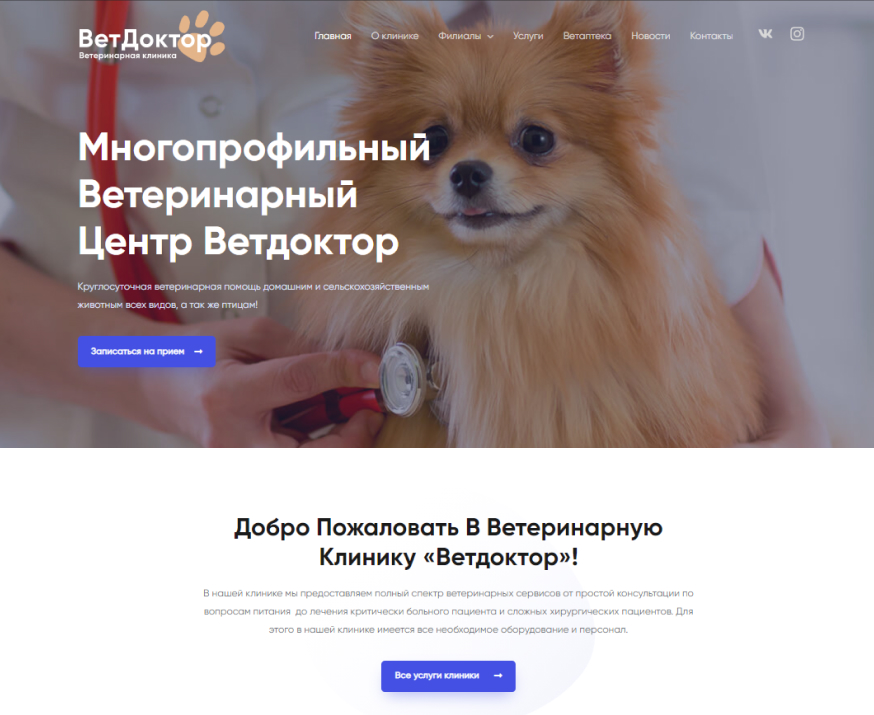 ВетДоктор
Ветеринарная клиника
Главная О клинике Филиалы Услуги Ветаптека Новости Контакты
Многопрофильный
Ветеринарный
Центр Ветдоктор
Круглосуточная ветеринарная помощь домашним и сельскохозяйственным
животным всех видов, а так же птицам!
Записаться на прием →
Добро Пожаловать В Ветеринарную
Клинику «Ветдоктор»!
В нашей клинике мы предоставляем полный спектр ветеринарных сервисов от простой консультации по
вопросам питания до лечения критически больного пациента и сложных хирургических пациентов. Для
этого в нашей клинике имеется все необходимое оборудование и персонал.
Все услуги клиники →